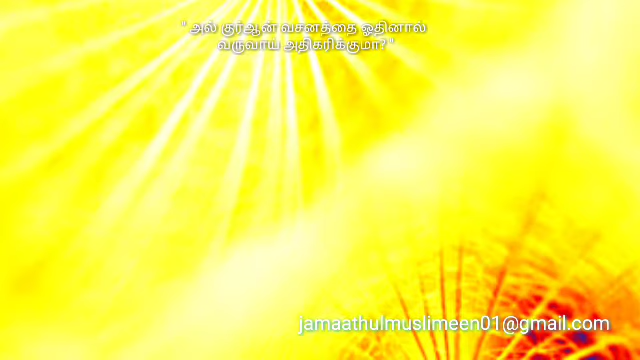 " அல் குர்ஆன் வசனத்தை ஓதினால்
வருவாய் அதிகரிக்குமா? "
jamaathulmuslimeen01@gmail.com